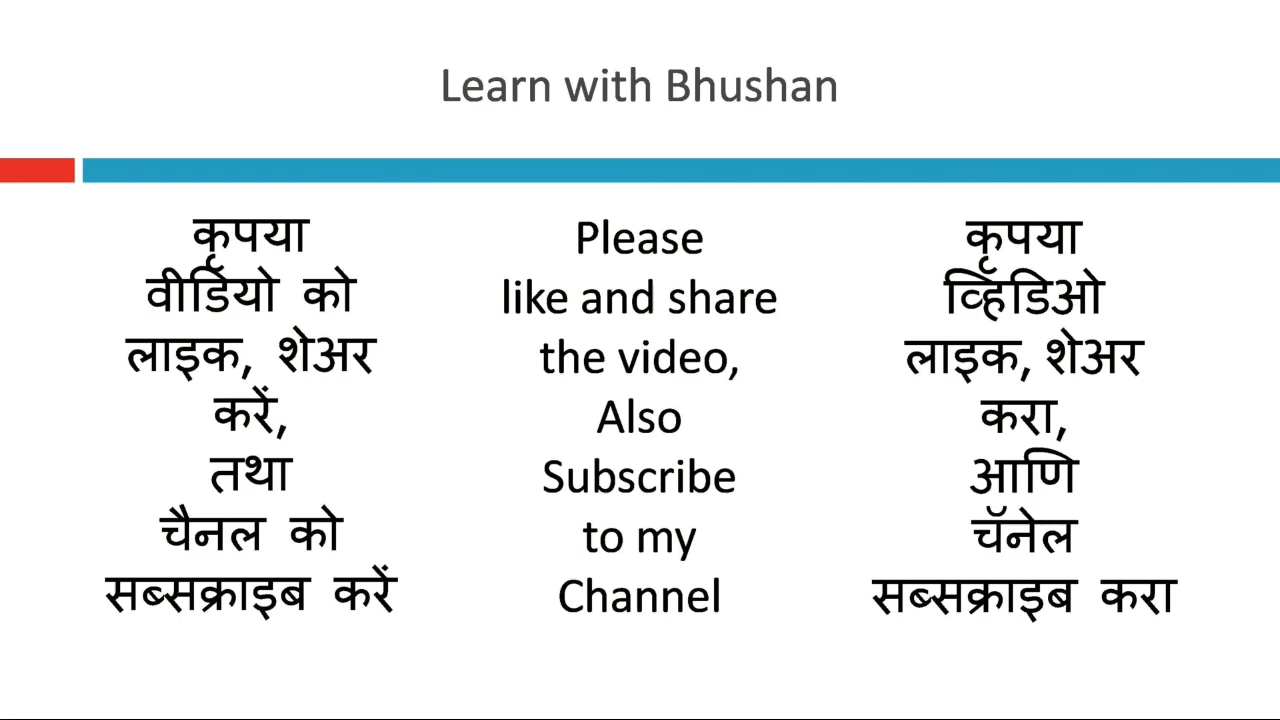 Learn with Bhushan
कृपया
वीडियो को
लाइक, शेअर
करें,
तथा
चैनल को
सब्सक्राइब करें
Please
like and share
the video,
Also
Subscribe
to my
Channel
कृपया
व्हिडिओ
लाइक, शेअर
करा,
आणि
चॅनेल
सब्सक्राइब करा